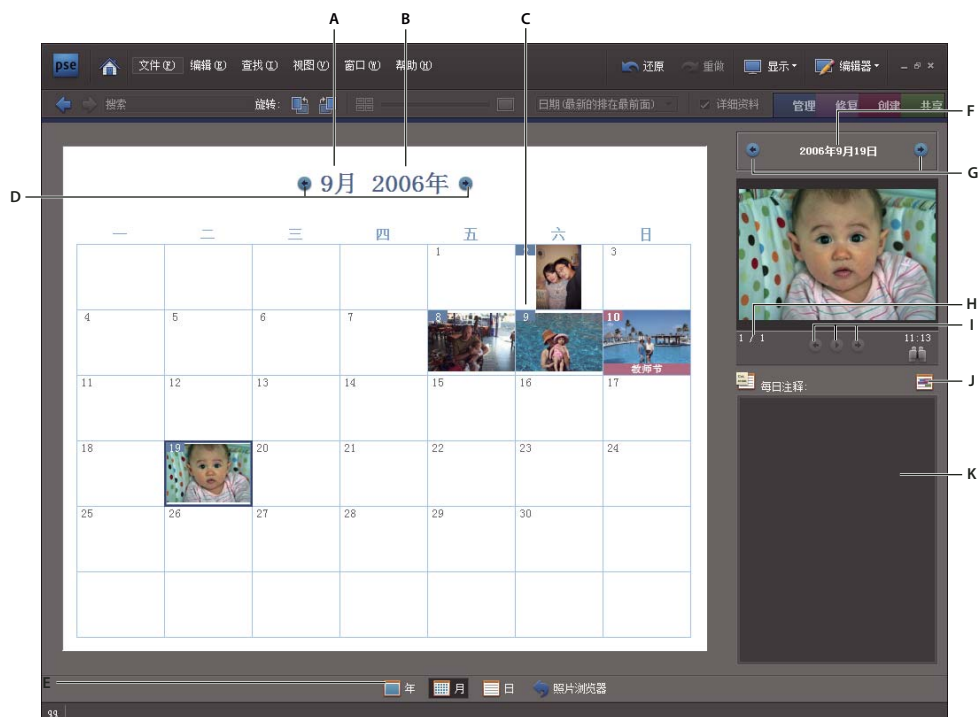 A B C
pse 文件(F) 编辑(E) 查找(I) 视图(V) 窗口(W) 帮助(H) 还原 重做 显示 编辑器
搜索 旋转: 日期(最新的排在最前面) 详细资料 管理 修复 创建 共享
F
2006年9月19日
G
D
9月 2006年
一 二 三 四 五 六 日
1 2 3
4 5 6 7 8 9 10
教师节
11 12 13 14 15 16 17
18 19 20 21 22 23 24
25 26 27 28 29 30
H
1 / 1
I
11:13
每日注释:
J
K
E
年 月 日 照片浏览器
99